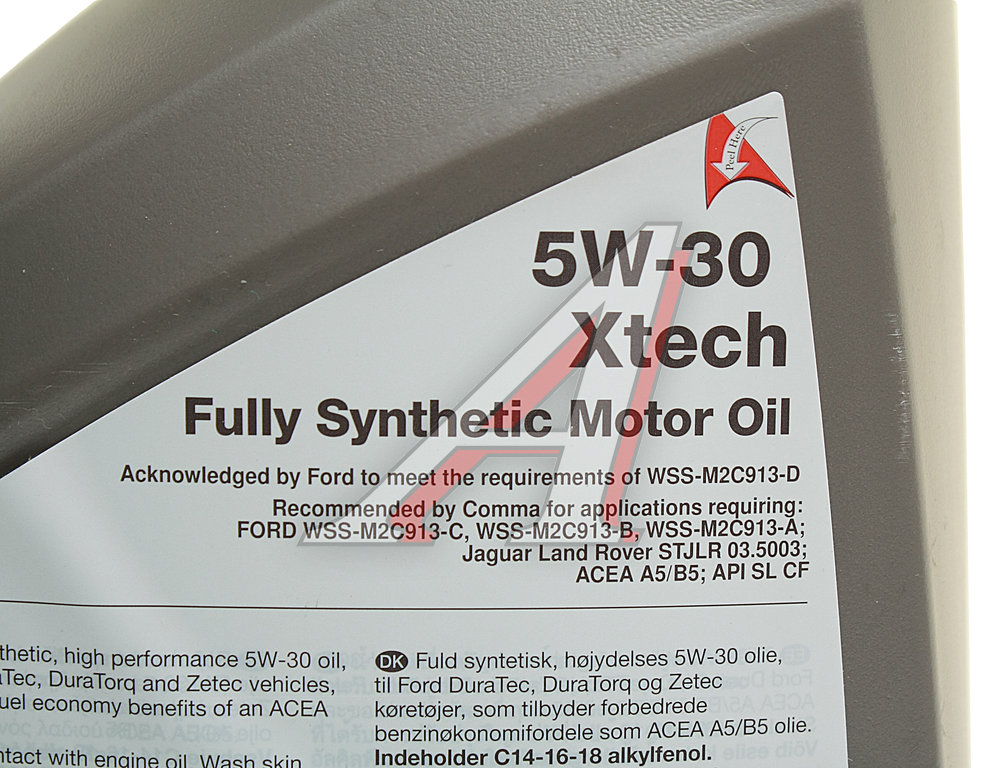 Peel Here
5W-30
Xtech
Fully Synthetic Motor Oil
Acknowledged by Ford to meet the requirements of WSS-M2C913-D
Recommended by Comma for applications requiring:
FORD WSS-M2C913-C, WSS-M2C913-B, WSS-M2C913-A;
Jaguar Land Rover STJLR 03.5003;
ACEA A5/B5; API SL CF
thetic, high performance 5W-30 oil,
aTec, DuraTorq and Zetec vehicles,
uel economy benefits of an ACEA
ntact with engine oil. Wash skin
DK Fuld syntetisk, højydelses 5W-30 olie,
til Ford DuraTec, DuraTorq og Zetec
køretøjer, som tilbyder forbedrede
benzinøkonomifordele som ACEA A5/B5 olie.
Indeholder C14-16-18 alkylfenol.